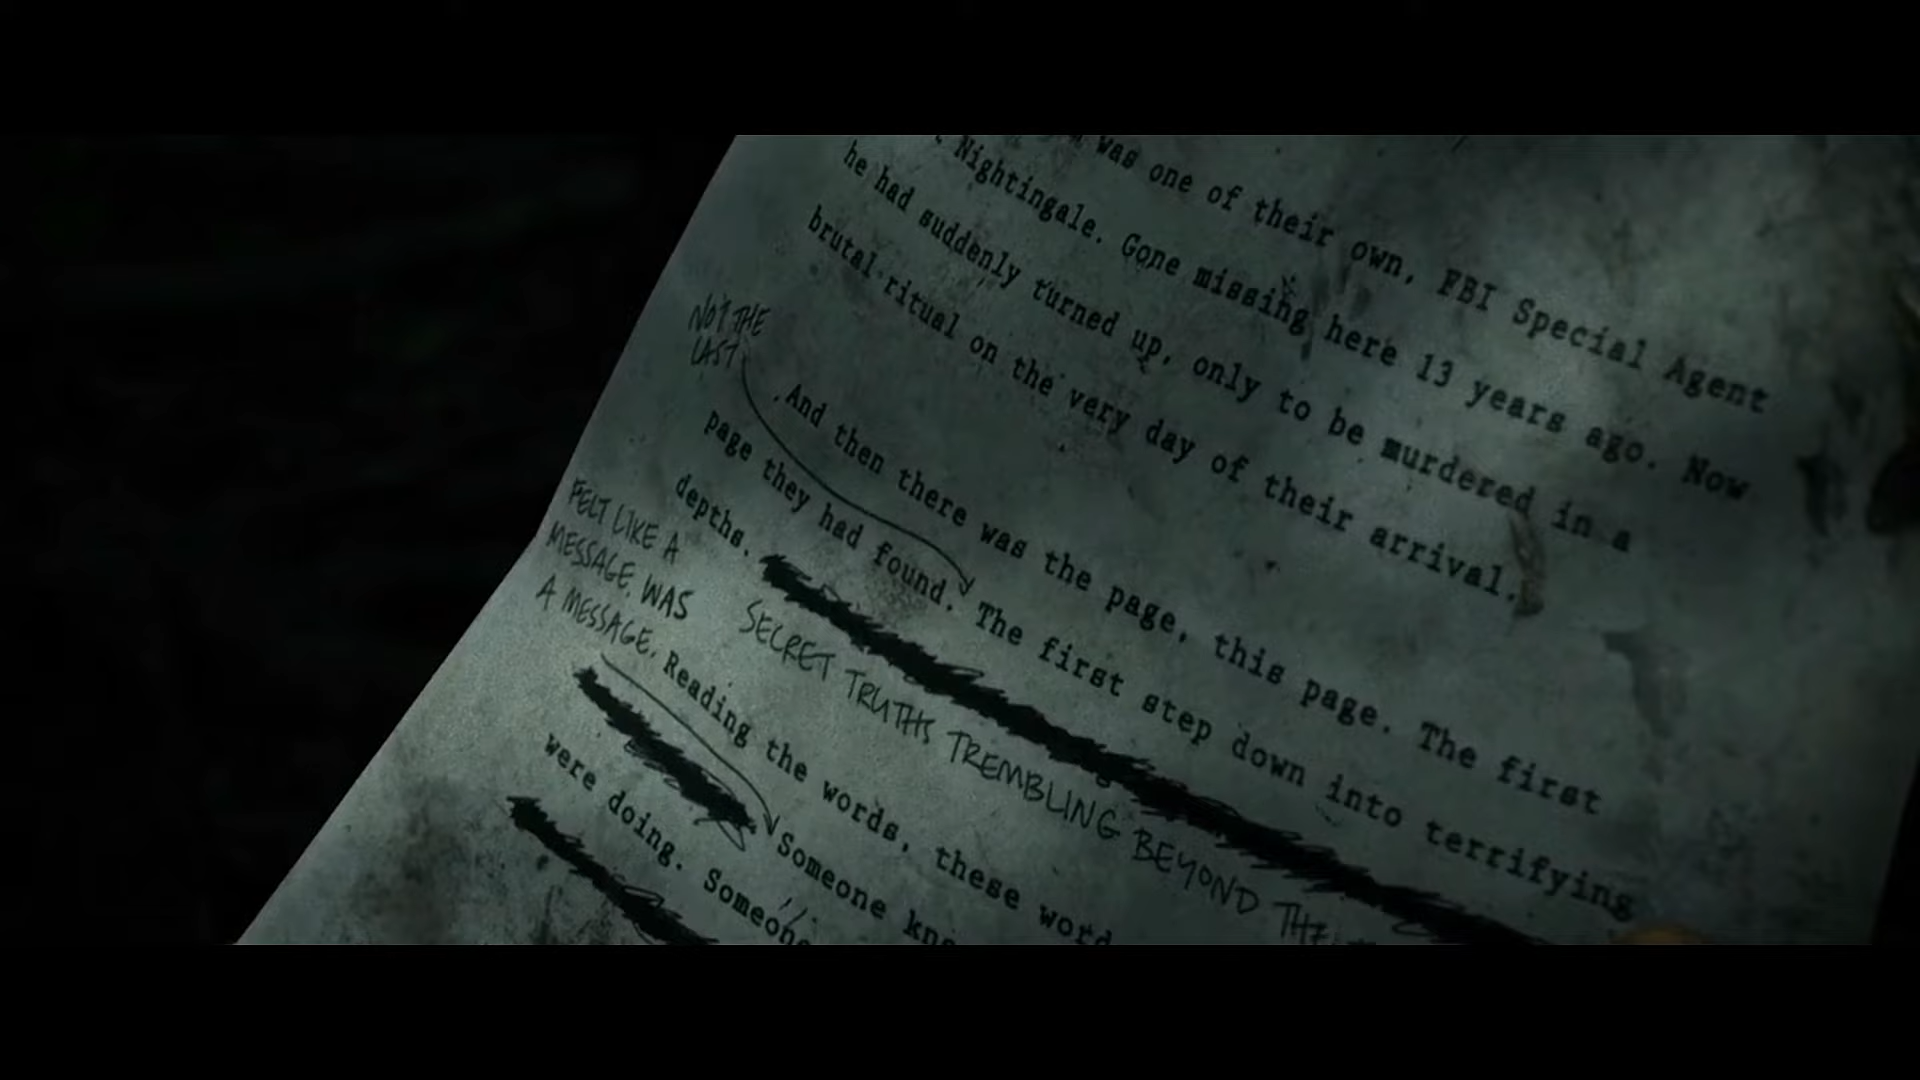 was one of their own, FBI Special Agent
Nightingale. Gone missing here 13 years ago. Now
he had suddenly turned up, only to be murdered in a
brutal ritual on the very day of their arrival.
NOT THE
LAST
And then there was the page, this page. The first
page they had found. The first step down into terrifying
depths.
SECRET TRUTHS TREMBLING BEYOND THE
FELT LIKE A
MESSAGE. WAS
A MESSAGE.
Reading the words, these
Someone
were doing. Someone